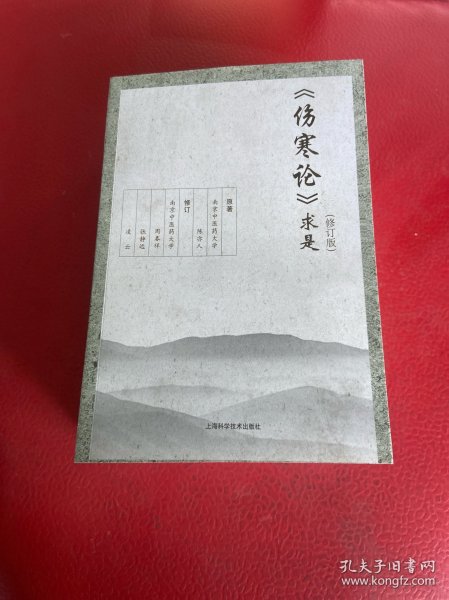 《伤寒论》求是
(修订版)
原著
南京中医药大学
陈亦人
修订
南京中医药大学
周春祥
张静远
凌云
上海科学技术出版社
孔夫子旧书网
www.kongfz.com